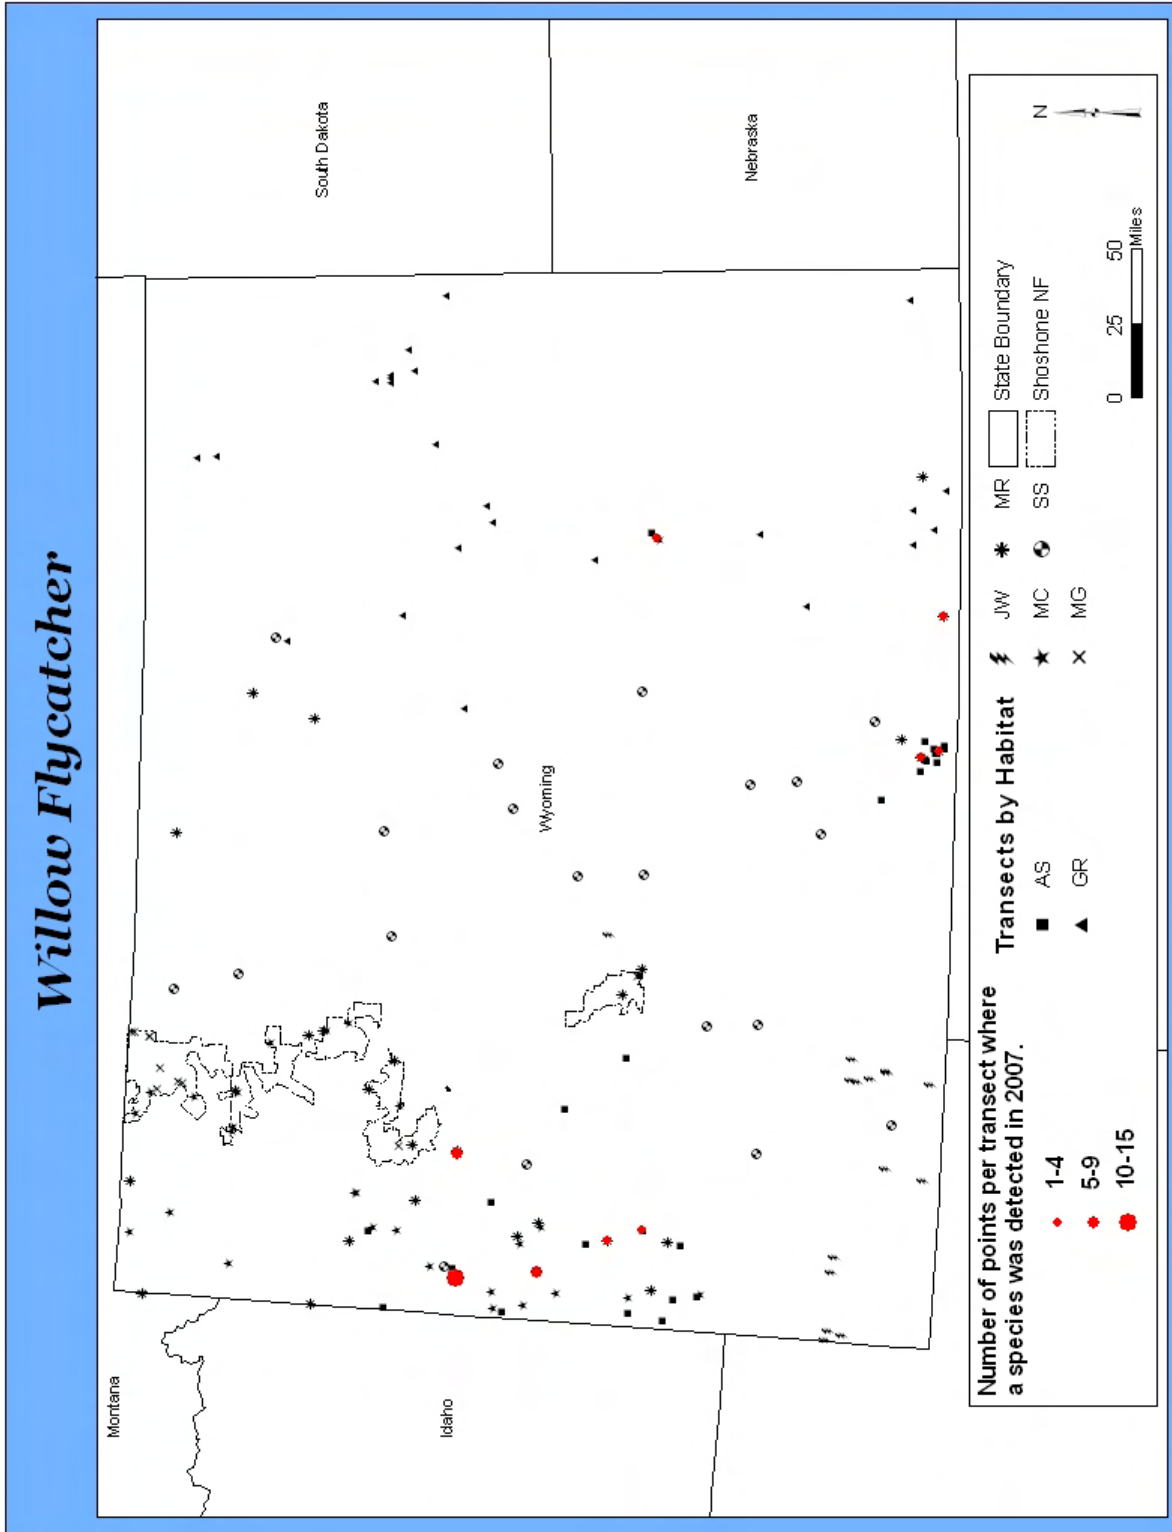 Willow Flycatcher
Montana
South Dakota
Idaho
Wyoming
Nebraska
Number of points per transect where
a species was detected in 2007.
1-4
5-9
10-15
Transects by Habitat
AS
GR
JW
MC
MG
MR
SS
State Boundary
Shoshone NF
0 25 50
Miles
N